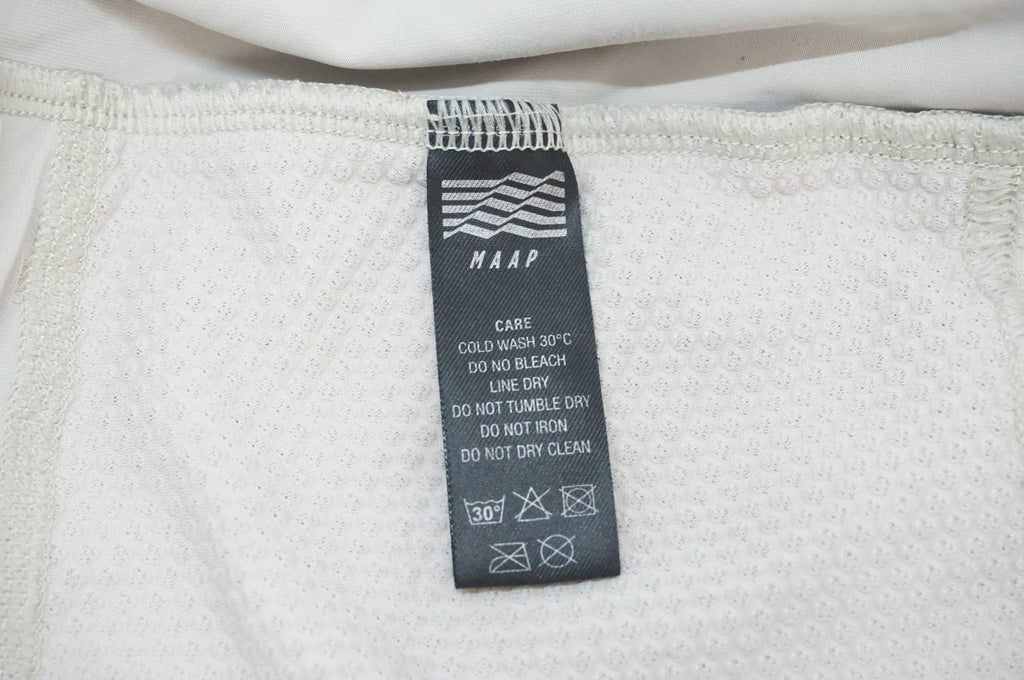 MAAP
CARE
COLD WASH 30°C
DO NO BLEACH
LINE DRY
DO NOT TUMBLE DRY
DO NOT IRON
DO NOT DRY CLEAN
30°